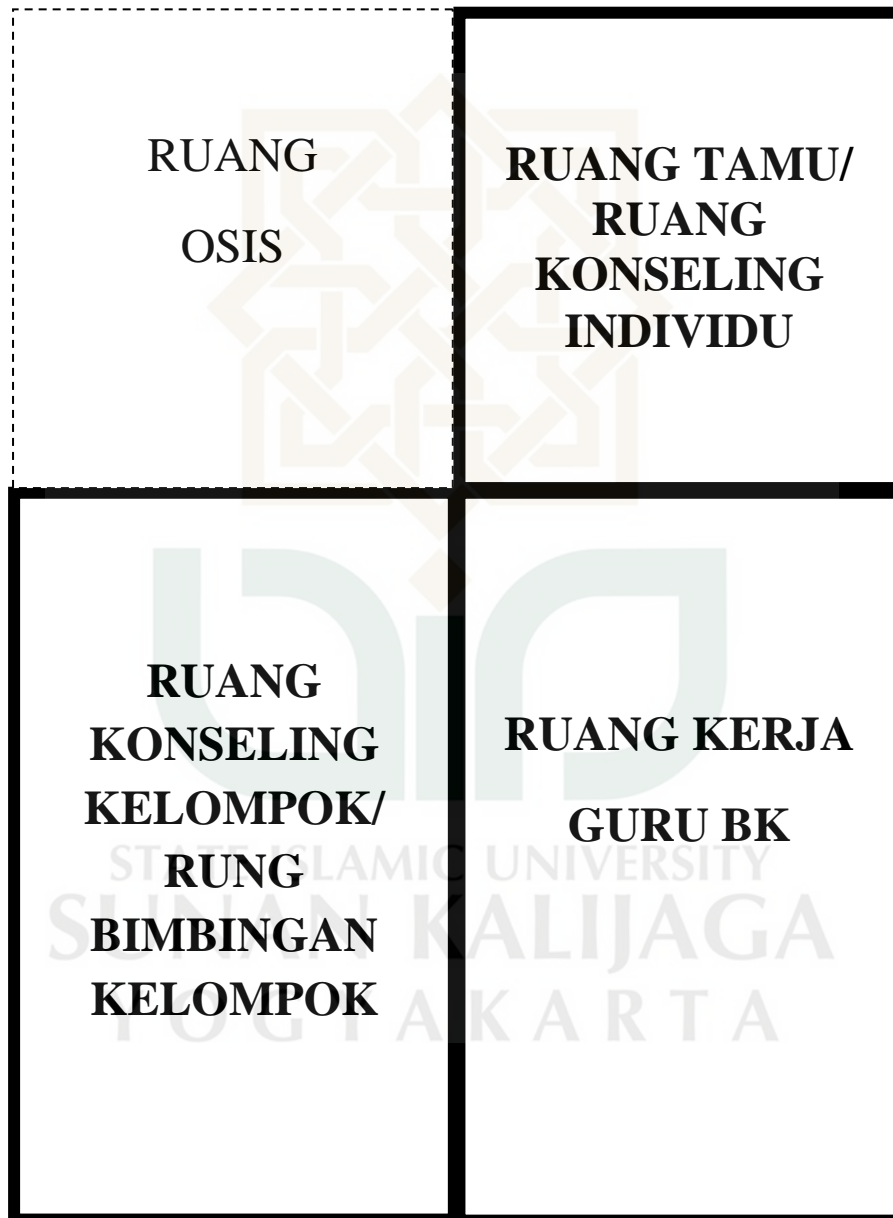 RUANG
OSIS
RUANG TAMU/
RUANG
KONSELING
INDIVIDU
RUANG
KONSELING
KELOMPOK/
RUNG
BIMBINGAN
KELOMPOK
RUANG KERJA
GURU BK
STATE ISLAMIC UNIVERSITY
SUNAN KALIJAGA
YOGYAKARTA